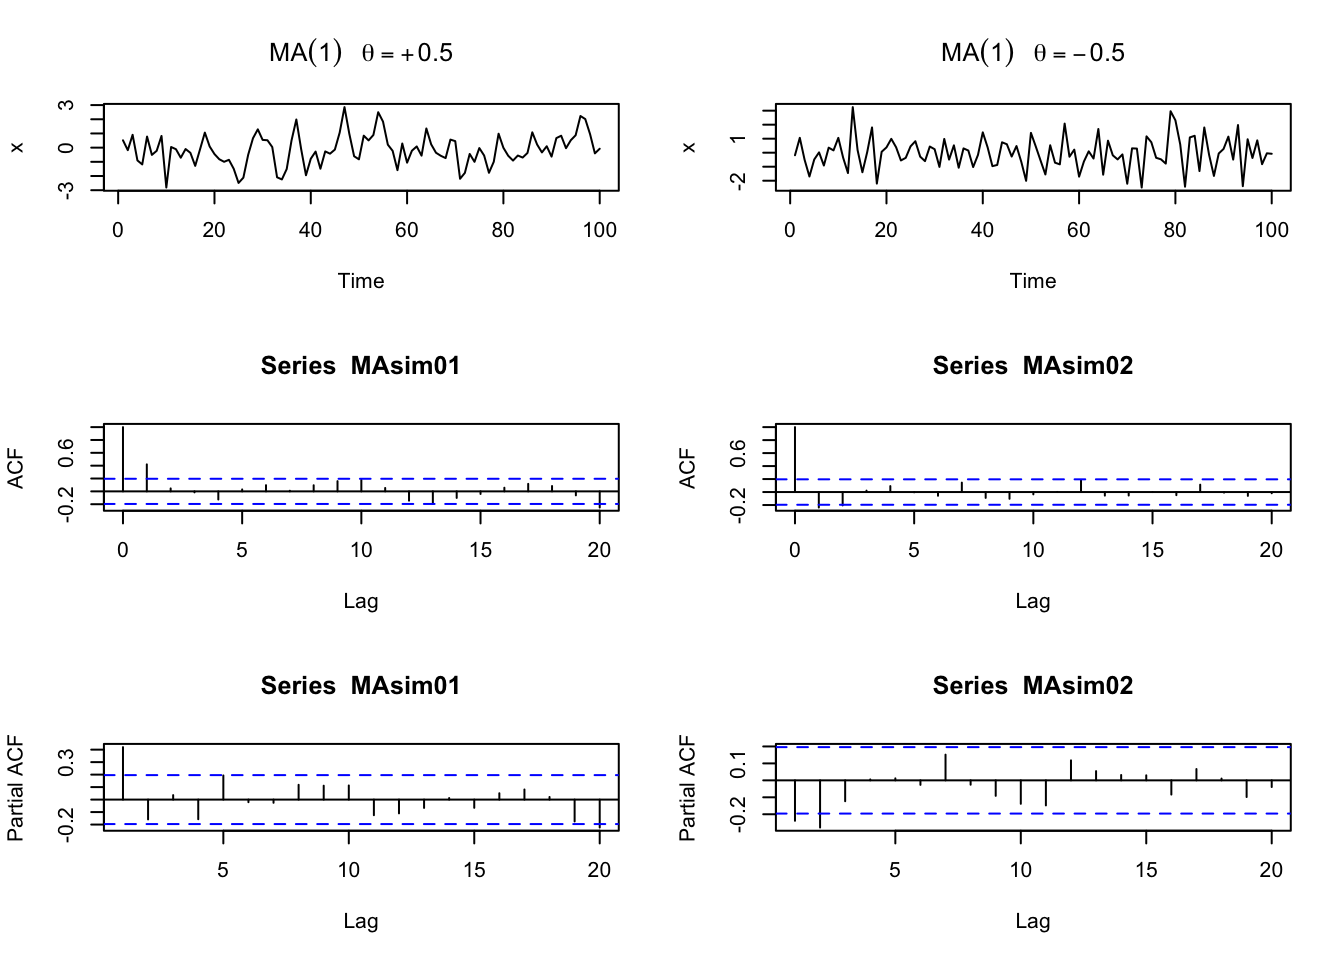 MA(1) θ = +0.5
x
3
0
-3
0 20 40 60 80 100
Time
MA(1) θ = −0.5
x
1
-2
0 20 40 60 80 100
Time
Series MAsim01
ACF
0.6
-0.2
0 5 10 15 20
Lag
Series MAsim02
ACF
0.6
-0.2
0 5 10 15 20
Lag
Series MAsim01
Partial ACF
0.3
-0.2
5 10 15 20
Lag
Series MAsim02
Partial ACF
0.1
-0.2
5 10 15 20
Lag